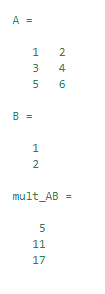 A =
1 2
3 4
5 6
B =
1
2
mult_AB =
5
11
17